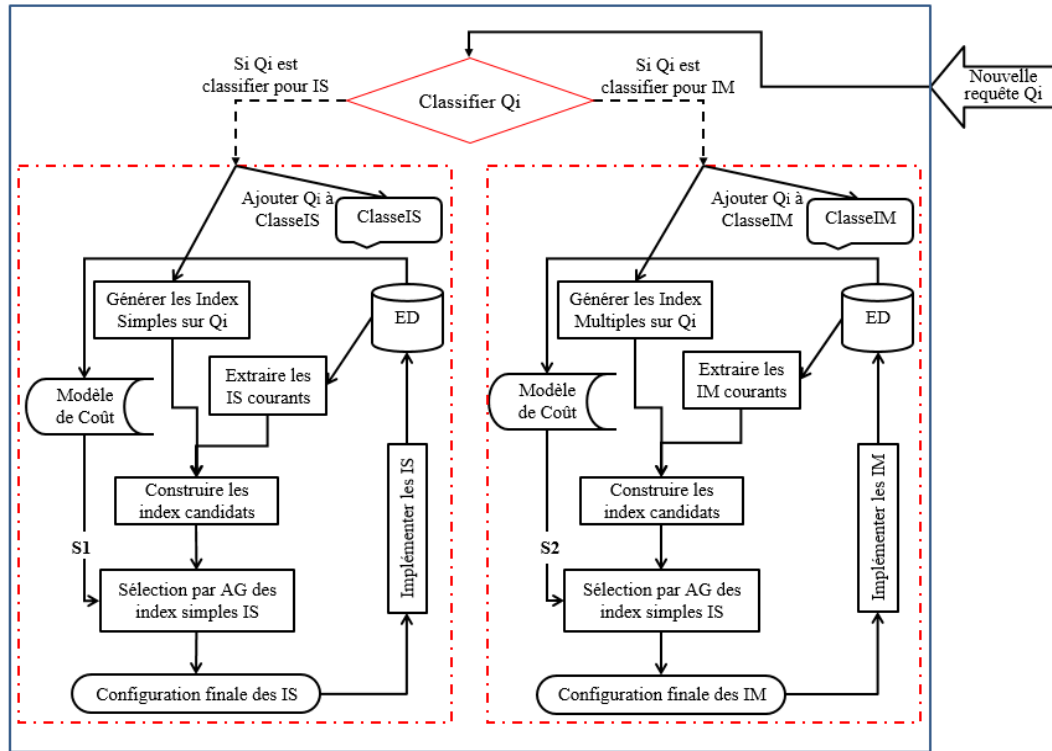 Si Qi est
classifier pour IS
Classifier Qi
Si Qi est
classifier pour IM
Nouvelle
requête Qi
Ajouter Qi à
ClasseIS
ClasseIS
Générer les Index
Simples sur Qi
ED
Extraire les
IS courants
Modèle
de Coût
Construire les
index candidats
Implémenter les IS
S1
Sélection par AG des
index simples IS
Configuration finale des IS
Ajouter Qi à
ClasseIM
ClasseIM
Générer les Index
Multiples sur Qi
ED
Extraire les
IM courants
Modèle
de Coût
Construire les
index candidats
Implémenter les IM
S2
Sélection par AG des
index simples IS
Configuration finale des IM